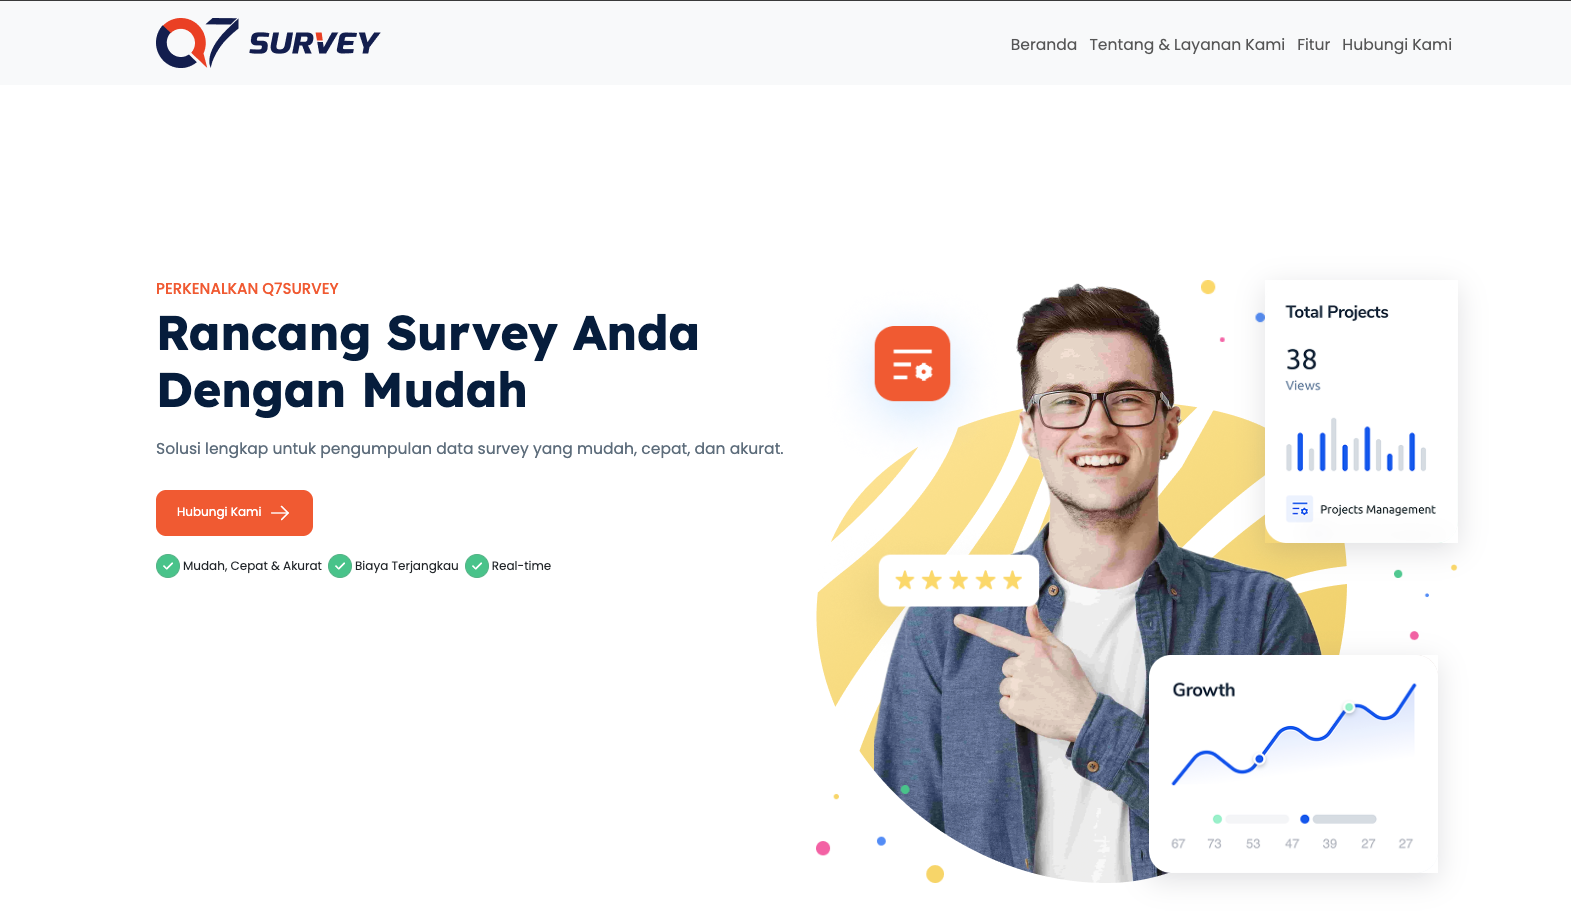 Q7 SURVEY
Beranda Tentang & Layanan Kami Fitur Hubungi Kami
PERKENALKAN Q7SURVEY
Rancang Survey Anda
Dengan Mudah
Solusi lengkap untuk pengumpulan data survey yang mudah, cepat, dan akurat.
Hubungi Kami
Mudah, Cepat & Akurat Biaya Terjangkau Real-time
Total Projects
38
Views
Projects Management
Growth
67 73 53 47 39 27 27